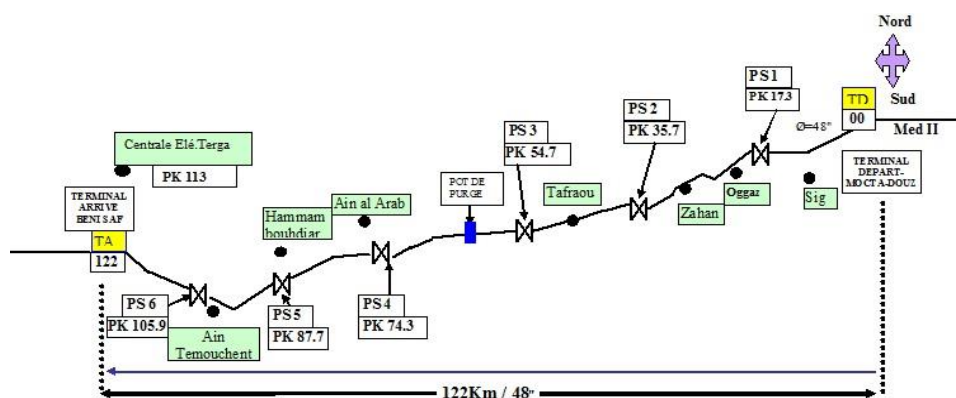 Nord
Sud
PS1
PK 17.3
TD
00
Med II
Ø=48"
PS 2
PK 35.7
PS 3
PK 54.7
Centrale Elé.Terga
PK 113
POT DE
PURGE
TERMINAL
DEPART-
MOCTA-DOUZ
Tafraou
Oggaz
Zahan
Sig
Ain al Arab
Hammam
bouhdiar
TERMINAL
ARRIVE
BENI SAF
TA
122
PS 6
PK 105.9
PS5
PK 87.7
PS 4
PK 74.3
Ain
Temouchent
122Km / 48"